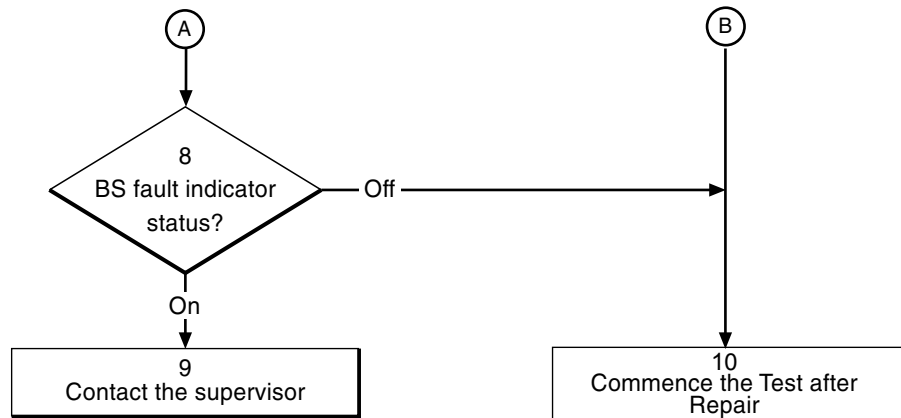 A
B
8
BS fault indicator
status?
Off
On
9
Contact the supervisor
10
Commence the Test after
Repair